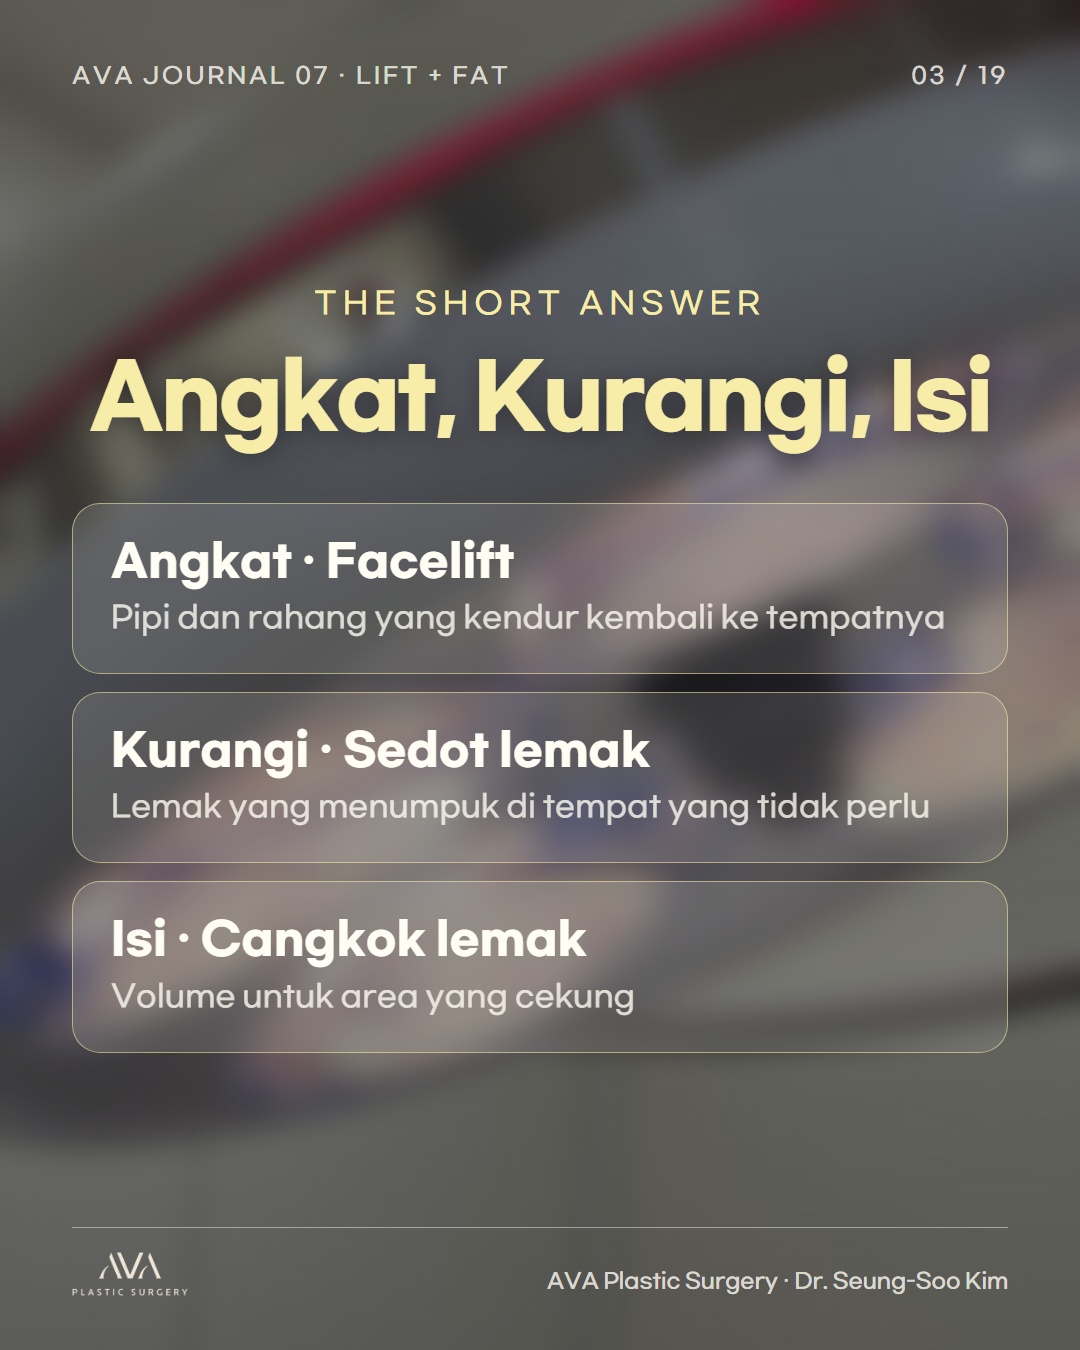 AVA JOURNAL 07 · LIFT + FAT
03 / 19
THE SHORT ANSWER
Angkat, Kurangi, Isi
Angkat · Facelift
Pipi dan rahang yang kendur kembali ke tempatnya
Kurangi · Sedot lemak
Lemak yang menumpuk di tempat yang tidak perlu
Isi · Cangkok lemak
Volume untuk area yang cekung
AVA
PLASTIC SURGERY
AVA Plastic Surgery · Dr. Seung-Soo Kim